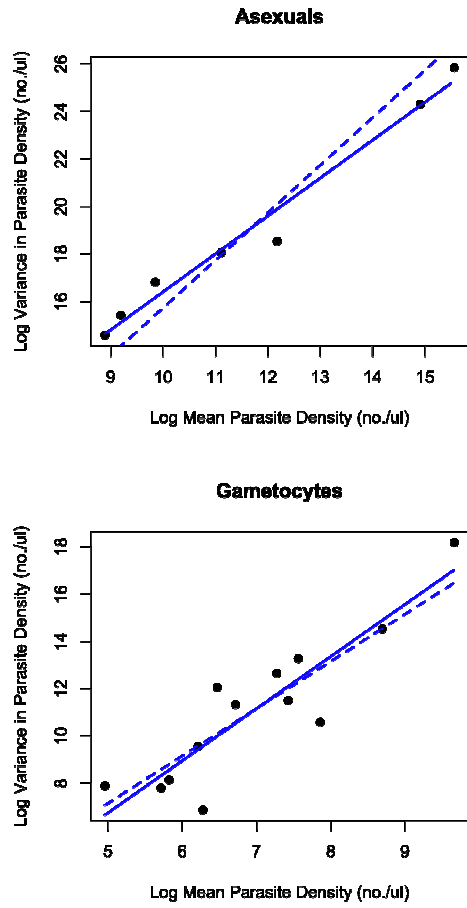 Asexuals
Log Variance in Parasite Density (no./ul)
26
24
22
20
18
16
9 10 11 12 13 14 15
Log Mean Parasite Density (no./ul)
Gametocytes
Log Variance in Parasite Density (no./ul)
18
16
14
12
10
8
5 6 7 8 9
Log Mean Parasite Density (no./ul)